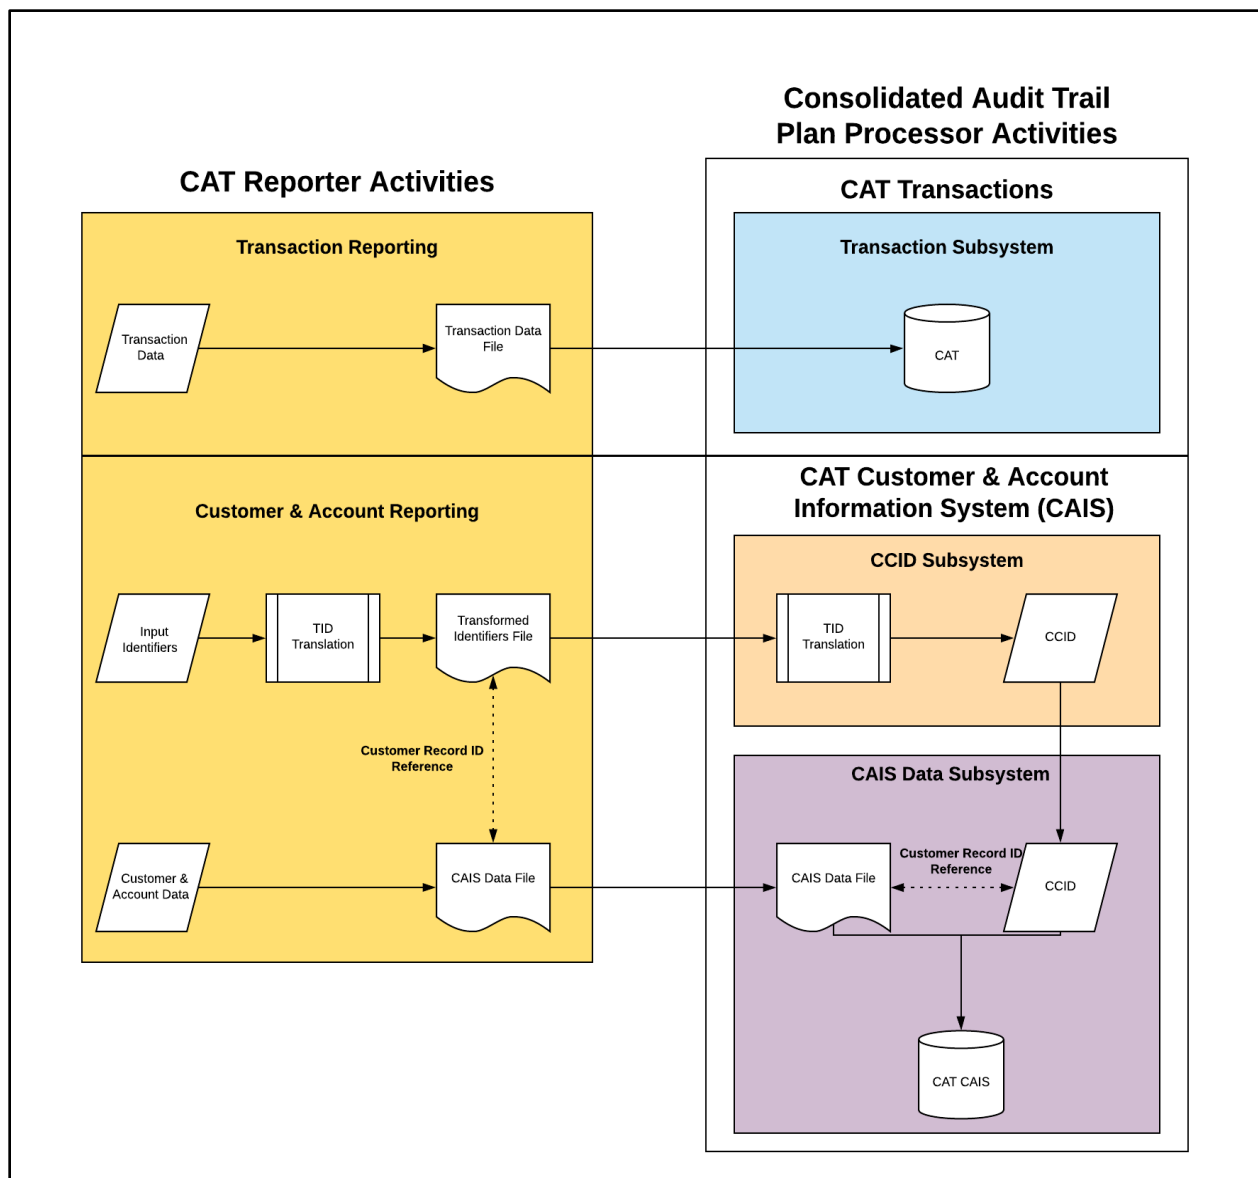 Consolidated Audit Trail
Plan Processor Activities
CAT Reporter Activities
CAT Transactions
Transaction Reporting
Transaction Subsystem
Transaction
Data
Transaction Data
File
CAT
CAT Customer & Account
Information System (CAIS)
Customer & Account Reporting
CCID Subsystem
Input
Identifiers
TID
Translation
Transformed
Identifiers File
TID
Translation
CCID
Customer Record ID
Reference
CAIS Data Subsystem
Customer &
Account Data
CAIS Data File
CAIS Data File
Customer Record ID
Reference
CCID
CAT CAIS